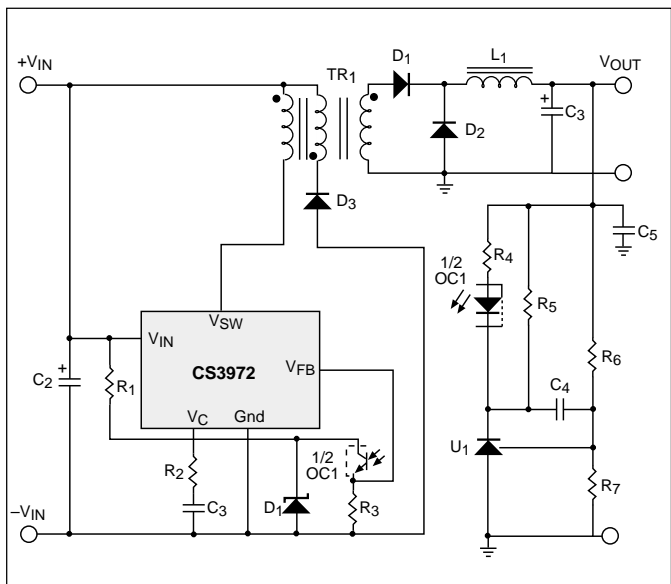 +VIN
TR1
D1
L1
VOUT
+
C3
D2
D3
1/2
OC1
R4
R5
C5
R6
C4
U1
R7
VSW
VIN
CS3972
VFB
VC
Gnd
+
C2
R1
R2
C3
D1
1/2
OC1
R3
–VIN